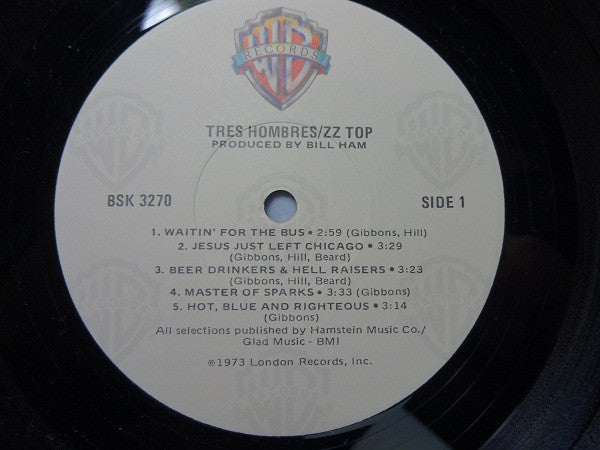 WB
RECORDS
TRES HOMBRES/ZZ TOP
PRODUCED BY BILL HAM
BSK 3270
SIDE 1
1. WAITIN' FOR THE BUS • 2:59 (Gibbons, Hill)
2. JESUS JUST LEFT CHICAGO • 3:29
(Gibbons, Hill, Beard)
3. BEER DRINKERS & HELL RAISERS • 3:23
(Gibbons, Hill, Beard)
4. MASTER OF SPARKS • 3:33 (Gibbons)
5. HOT, BLUE AND RIGHTEOUS • 3:14
(Gibbons)
All selections published by Hamstein Music Co./
Glad Music - BMI
℗1973 London Records, Inc.